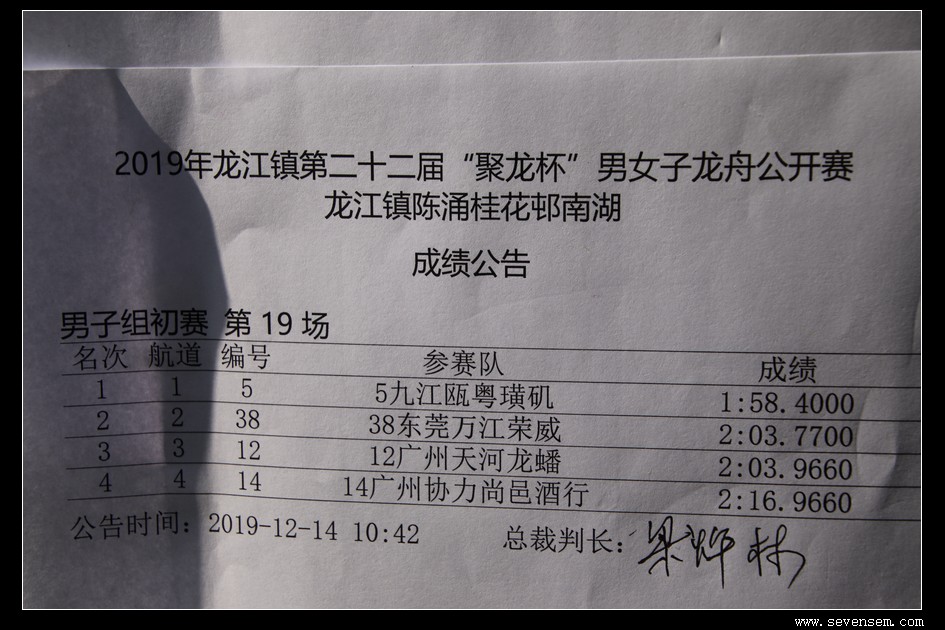 2019年龙江镇第二十二届“聚龙杯”男女子龙舟公开赛
龙江镇陈涌桂花邨南湖
成绩公告
男子组初赛 第 19 场
名次 航道 编号 参赛队 成绩
1 1 5 5九江瓯粤璜矶 1:58.4000
2 2 38 38东莞万江荣威 2:03.7700
3 3 12 12广州天河龙蟠 2:03.9660
4 4 14 14广州协力尚邑酒行 2:16.9660
公告时间: 2019-12-14 10:42 总裁判长:
www.sevensem.com